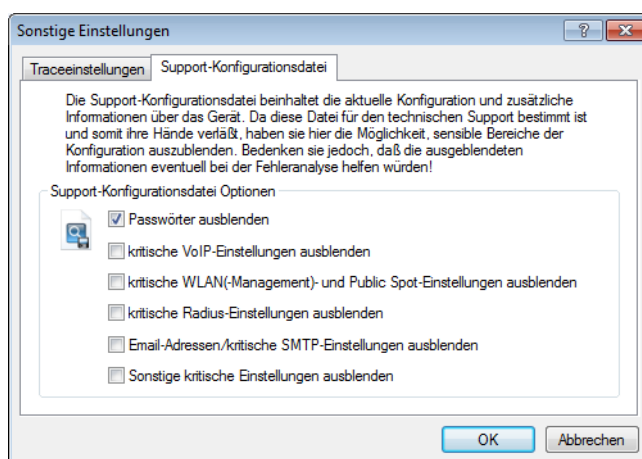 Sonstige Einstellungen
Traceeinstellungen
Support-Konfigurationsdatei
Die Support-Konfigurationsdatei beinhaltet die aktuelle Konfiguration und zusätzliche
Informationen über das Gerät. Da diese Datei für den technischen Support bestimmt ist
und somit ihre Hände verläßt, haben sie hier die Möglichkeit, sensible Bereiche der
Konfiguration auszublenden. Bedenken sie jedoch, daß die ausgeblendeten
Informationen eventuell bei der Fehleranalyse helfen würden!
Support-Konfigurationsdatei Optionen
Passwörter ausblenden
kritische VoIP-Einstellungen ausblenden
kritische WLAN(-Management)- und Public Spot-Einstellungen ausblenden
kritische Radius-Einstellungen ausblenden
Email-Adressen/kritische SMTP-Einstellungen ausblenden
Sonstige kritische Einstellungen ausblenden
OK
Abbrechen